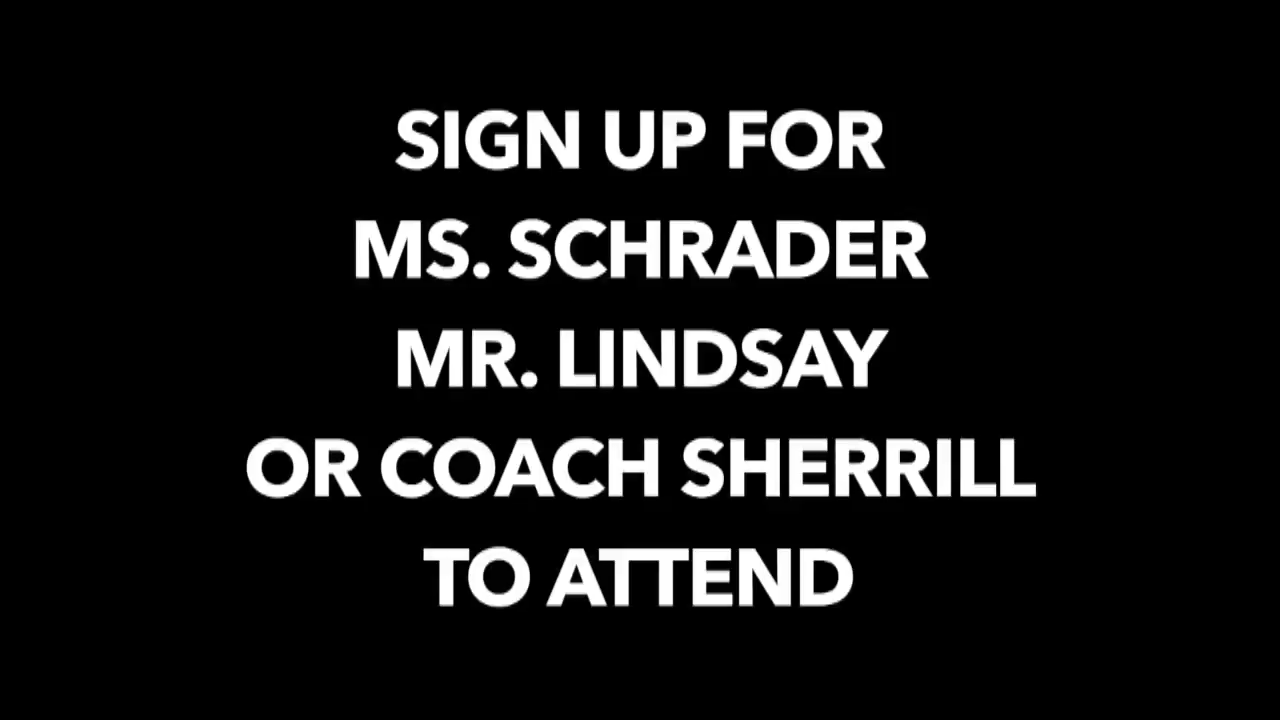 SIGN UP FOR
MS. SCHRADER
MR. LINDSAY
OR COACH SHERRILL
TO ATTEND